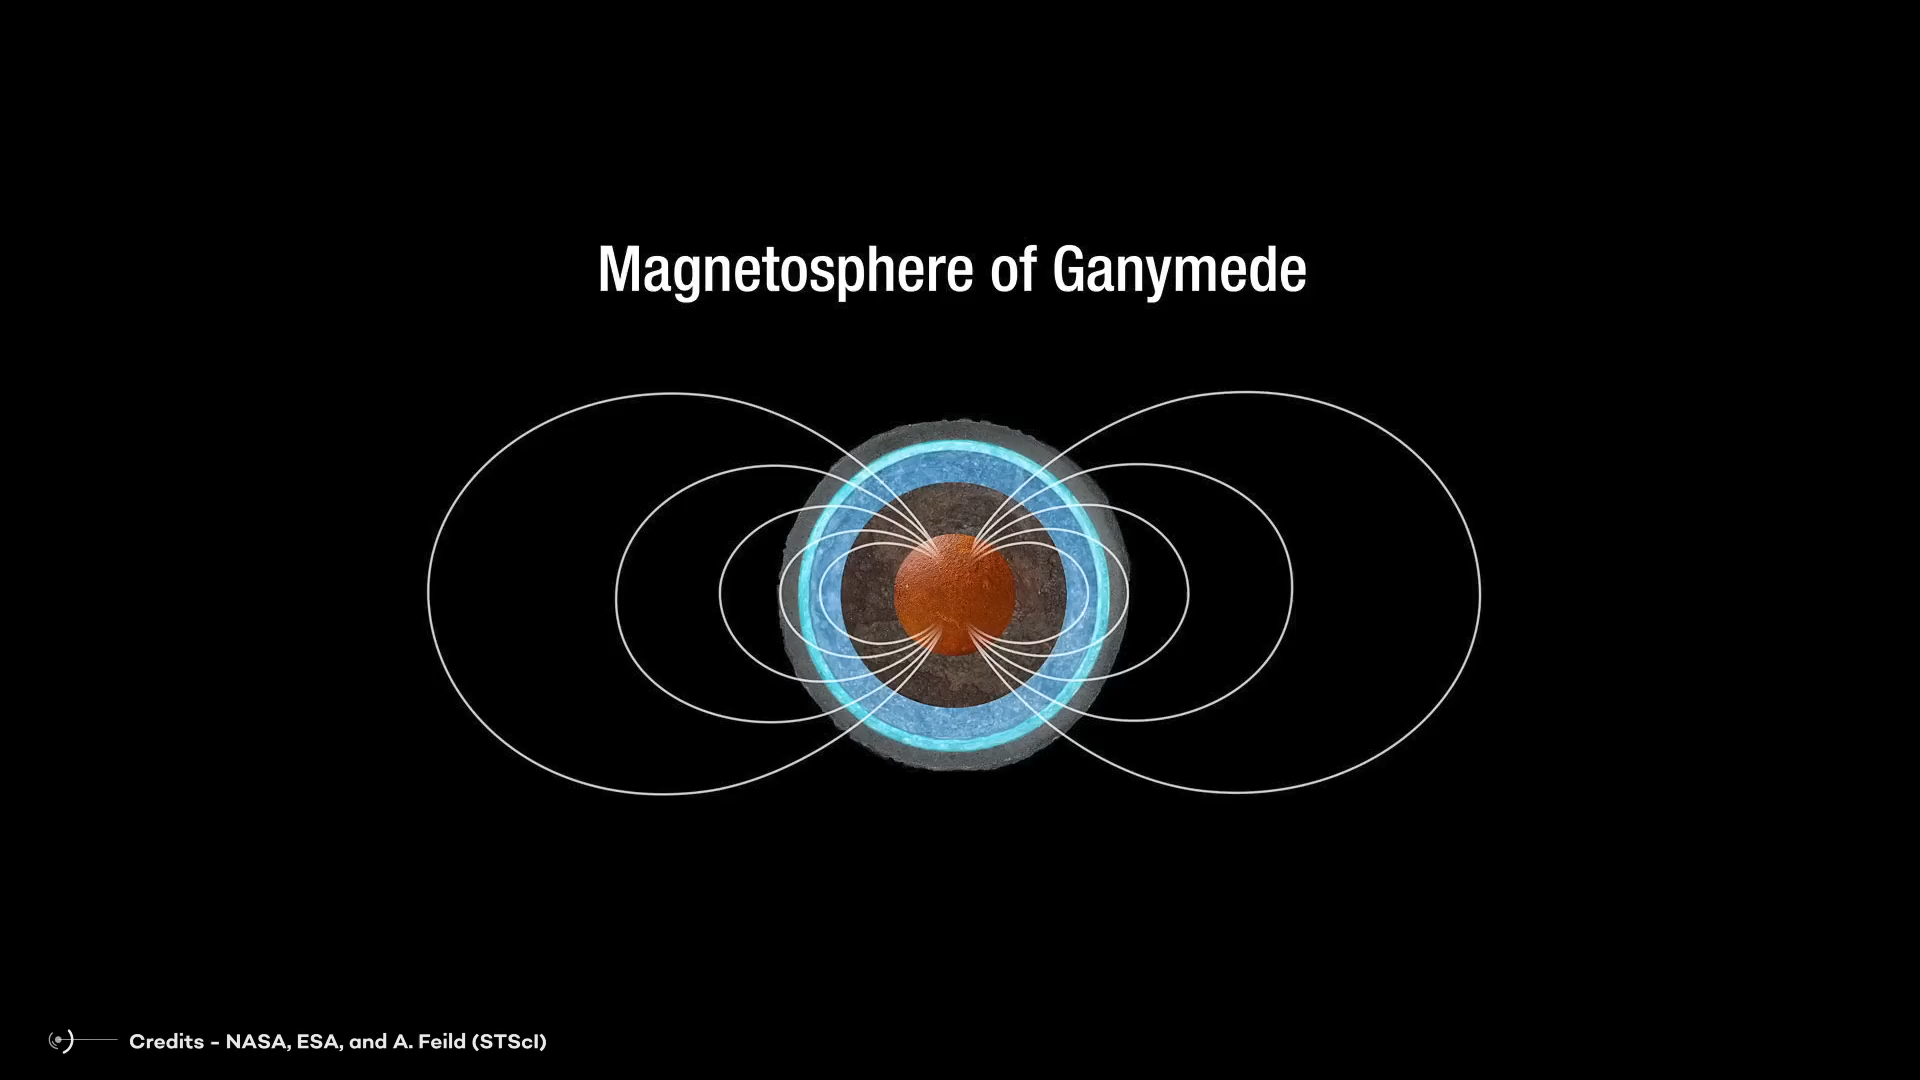 Magnetosphere of Ganymede
Credits - NASA, ESA, and A. Feild (STScI)